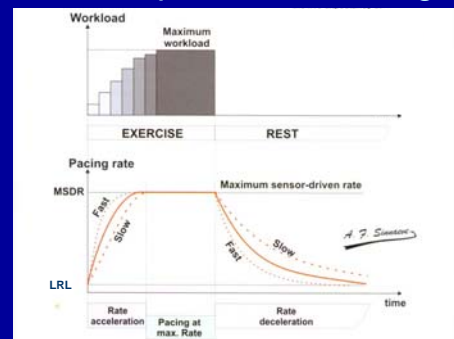 Workload
Maximum
workload
EXERCISE
REST
Pacing rate
MSDR
Maximum sensor-driven rate
Fast
Slow
Slow
Fast
A. F. Sinnaeve
LRL
time
Rate
acceleration
Pacing at
max. Rate
Rate
deceleration